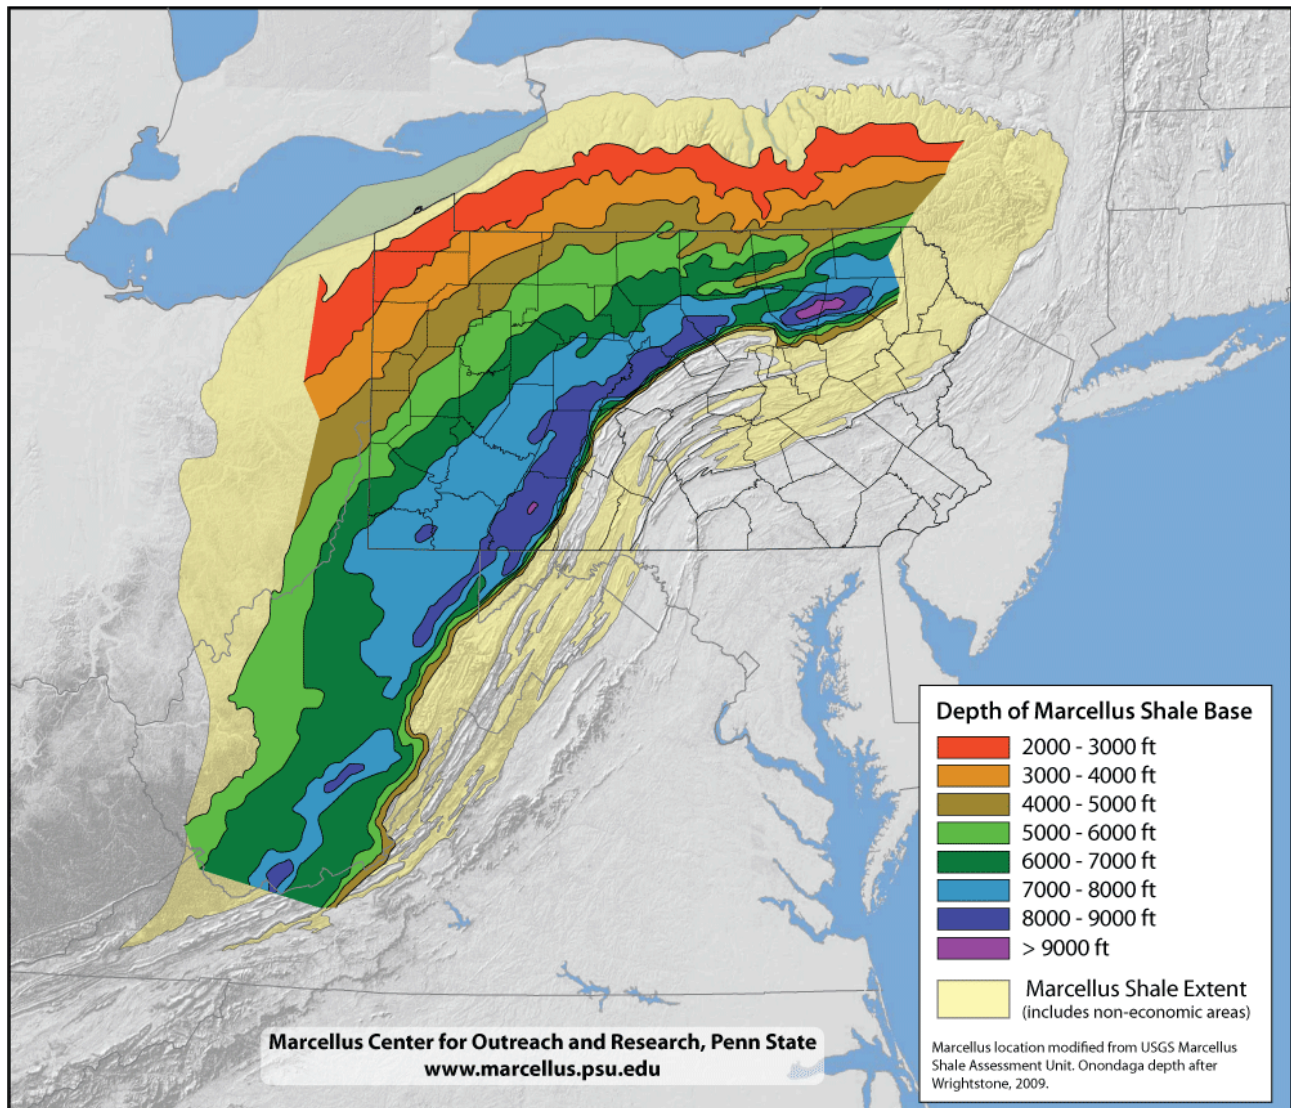 Depth of Marcellus Shale Base
2000 - 3000 ft
3000 - 4000 ft
4000 - 5000 ft
5000 - 6000 ft
6000 - 7000 ft
7000 - 8000 ft
8000 - 9000 ft
> 9000 ft
Marcellus Shale Extent
(includes non-economic areas)
Marcellus location modified from USGS Marcellus
Shale Assessment Unit. Onondaga depth after
Wrightstone, 2009.
Marcellus Center for Outreach and Research, Penn State
www.marcellus.psu.edu